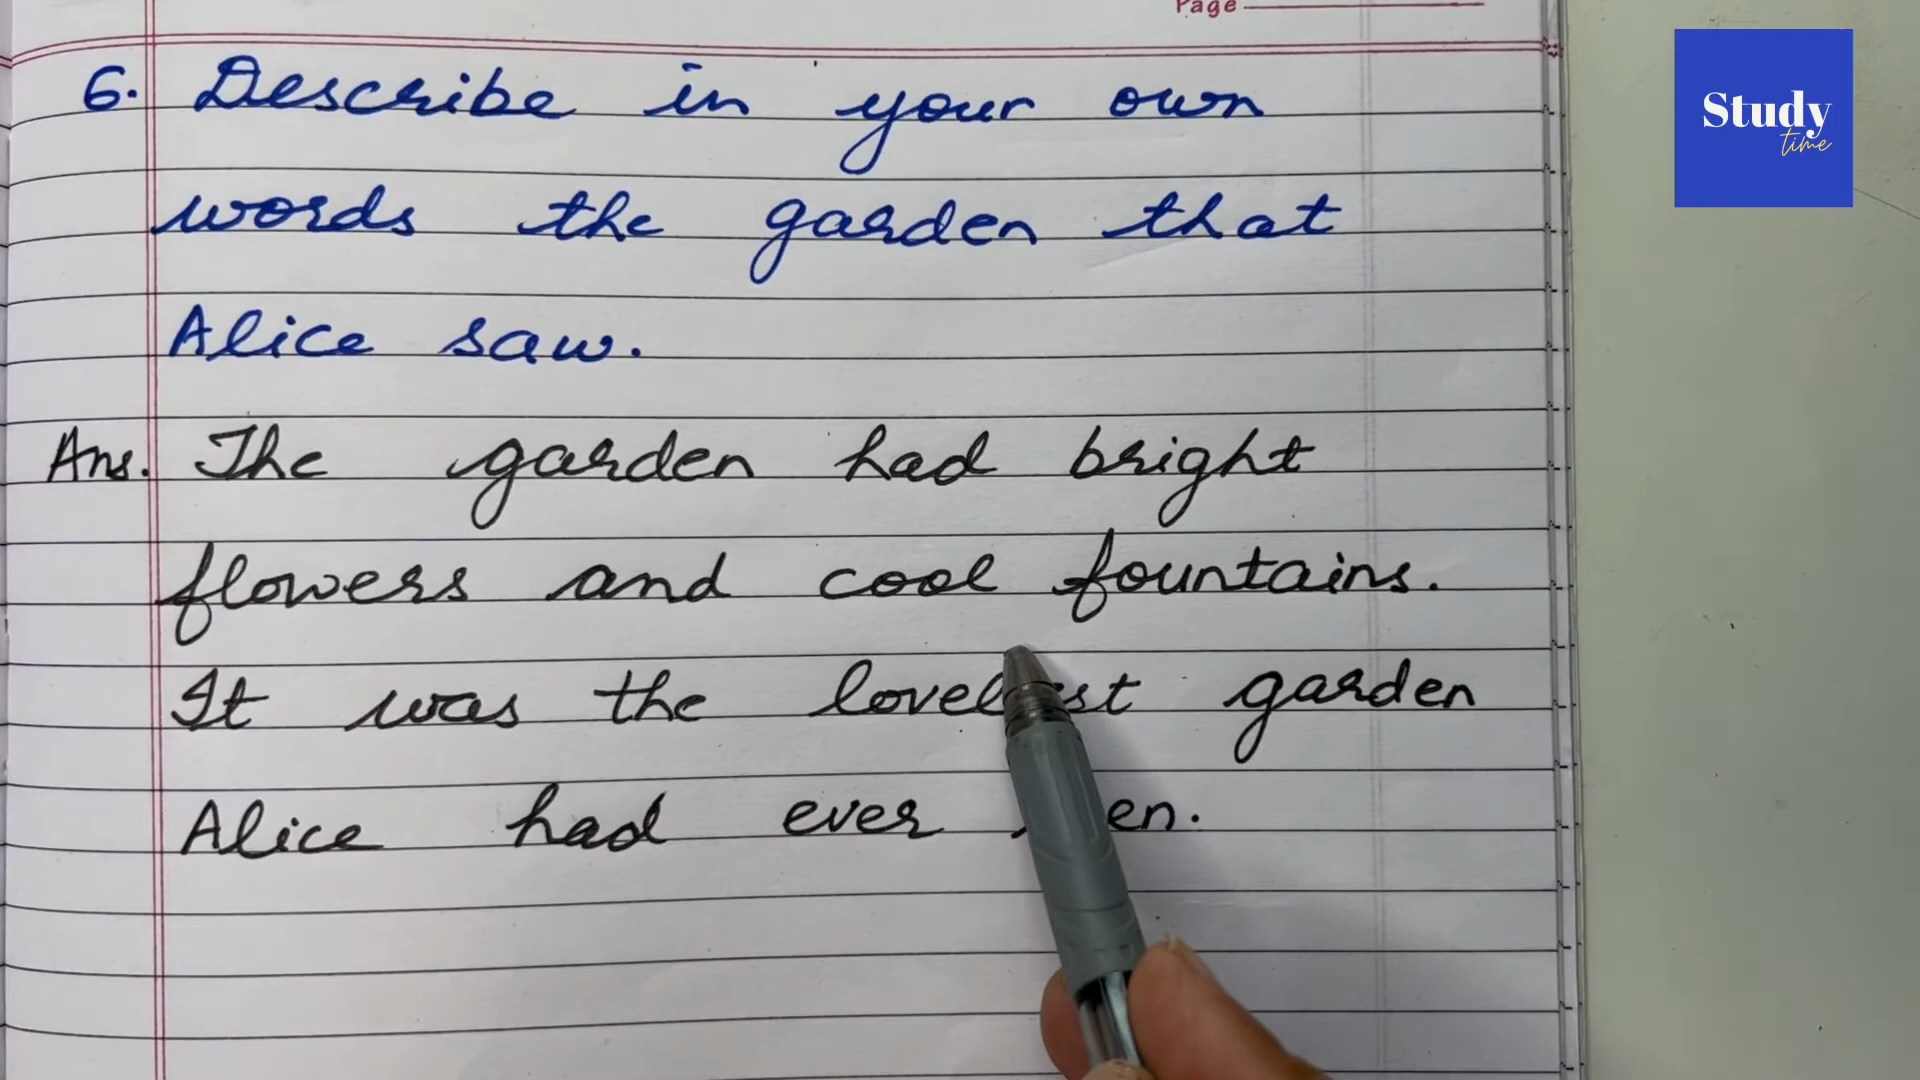 Page
Study
time
6. Describe in your own
words the garden that
Alice saw.
Ans. The garden had bright
flowers and cool fountains.
It was the garden
Alice had ever